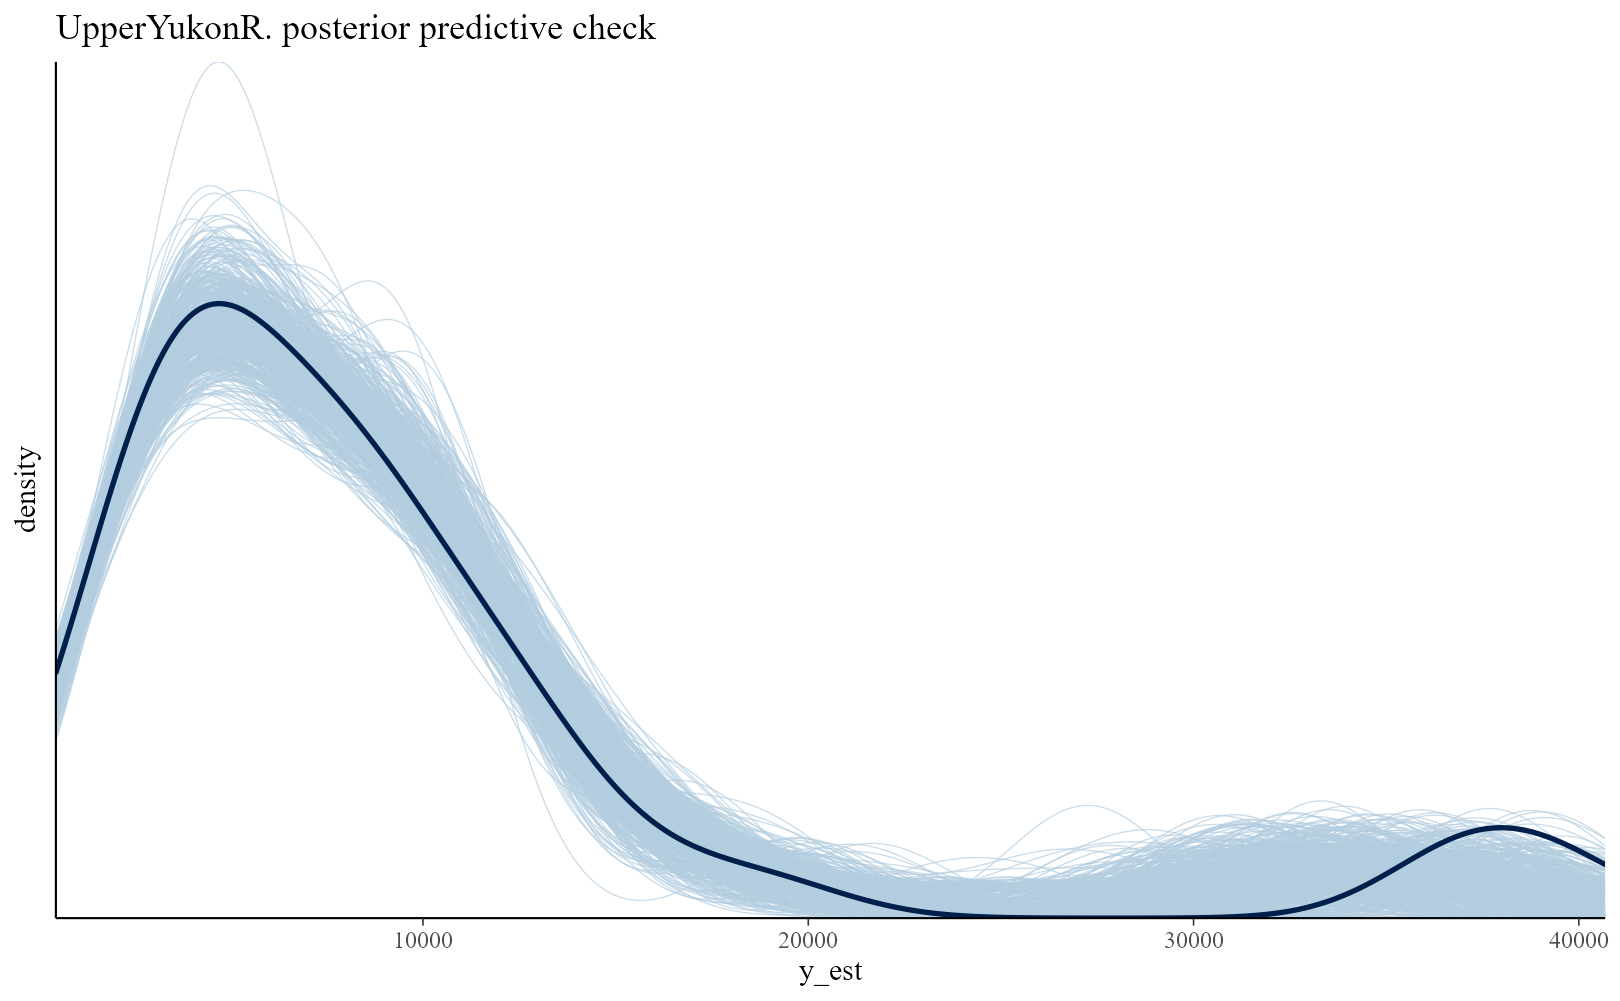 UpperYukonR. posterior predictive check
density
10000
20000
30000
40000
y_est